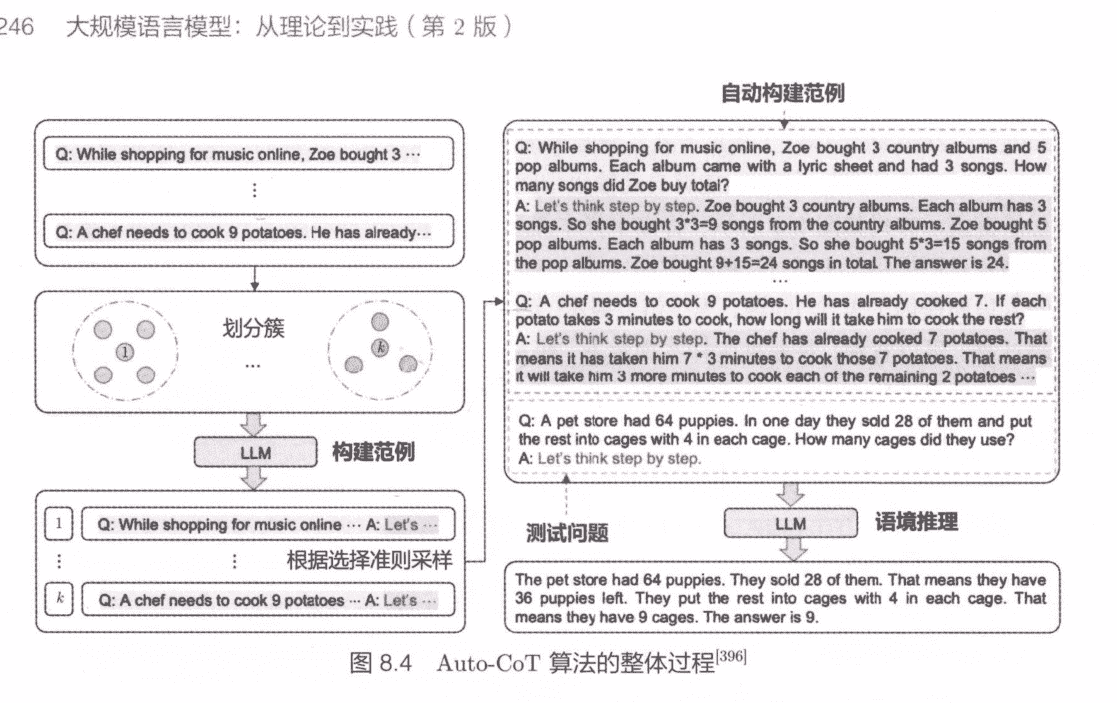 246 大规模语言模型：从理论到实践（第 2 版）
Q: While shopping for music online, Zoe bought 3 ···
⋮
Q: A chef needs to cook 9 potatoes. He has already···
划分簇
1
···
k
LLM
构建范例
1
Q: While shopping for music online ··· A: Let's ···
⋮
⋮
根据选择准则采样
k
Q: A chef needs to cook 9 potatoes ··· A: Let's ···
自动构建范例
Q: While shopping for music online, Zoe bought 3 country albums and 5
pop albums. Each album came with a lyric sheet and had 3 songs. How
many songs did Zoe buy total?
A: Let's think step by step. Zoe bought 3 country albums. Each album has 3
songs. So she bought 3*3=9 songs from the country albums. Zoe bought 5
pop albums. Each album has 3 songs. So she bought 5*3=15 songs from
the pop albums. Zoe bought 9+15=24 songs in total. The answer is 24.
···
Q: A chef needs to cook 9 potatoes. He has already cooked 7. If each
potato takes 3 minutes to cook, how long will it take him to cook the rest?
A: Let's think step by step. The chef has already cooked 7 potatoes. That
means it has taken him 7 * 3 minutes to cook those 7 potatoes. That means
it will take him 3 more minutes to cook each of the remaining 2 potatoes ···
Q: A pet store had 64 puppies. In one day they sold 28 of them and put
the rest into cages with 4 in each cage. How many cages did they use?
A: Let's think step by step.
测试问题
LLM
语境推理
The pet store had 64 puppies. They sold 28 of them. That means they have
36 puppies left. They put the rest into cages with 4 in each cage. That
means they have 9 cages. The answer is 9.
图 8.4 Auto-CoT 算法的整体过程[396]